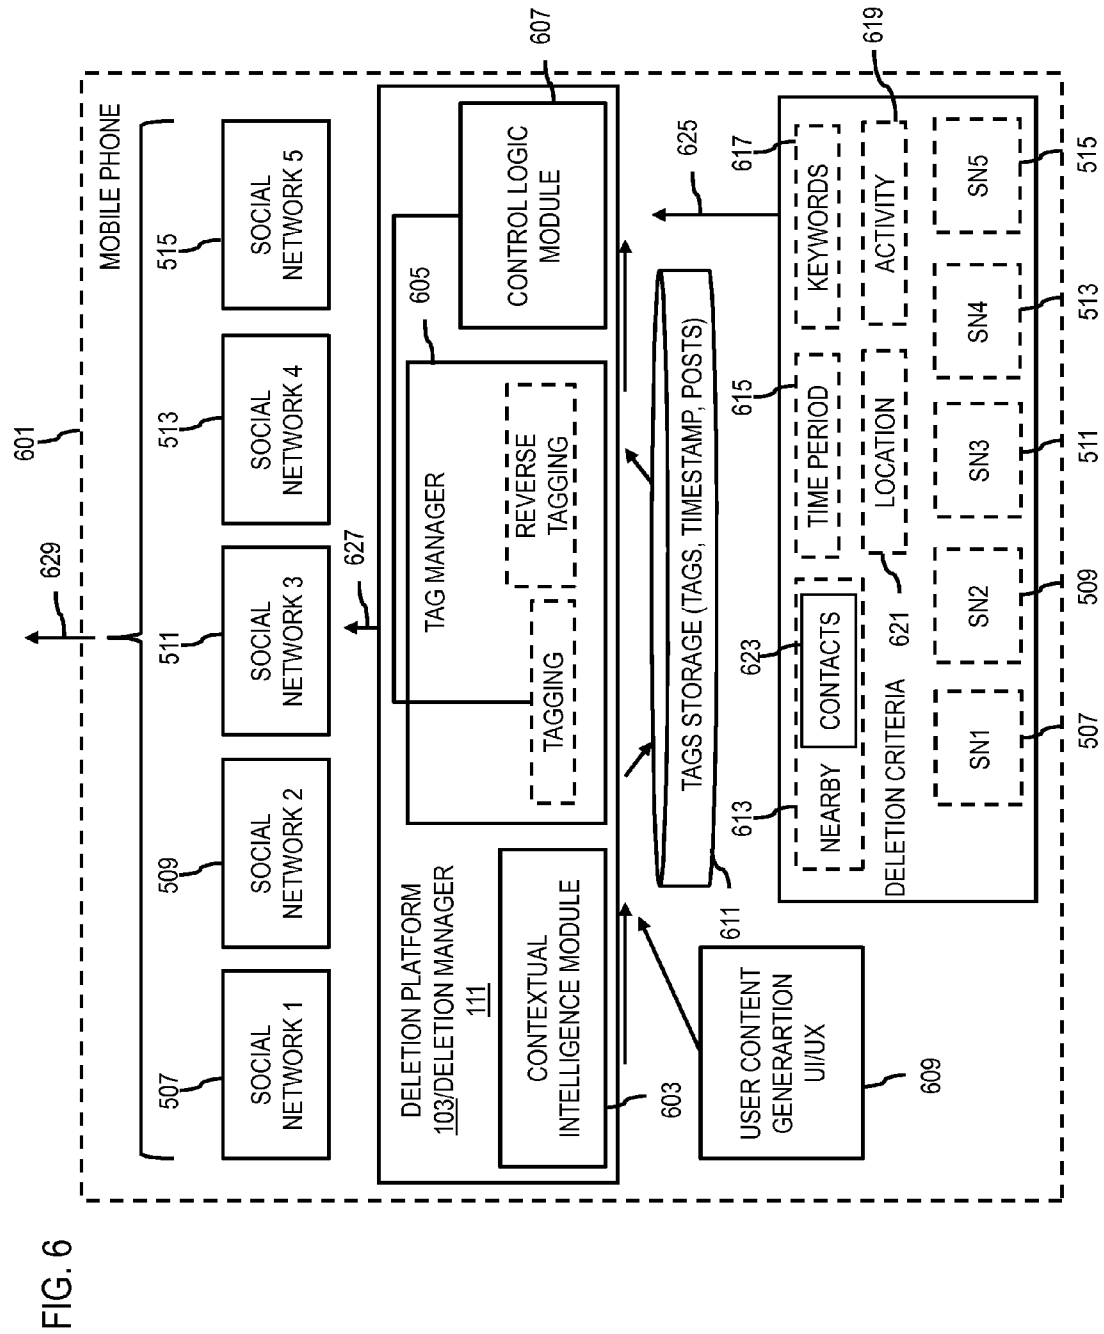 FIG. 6
601
MOBILE PHONE
629
507
SOCIAL
NETWORK 1
509
SOCIAL
NETWORK 2
511
SOCIAL
NETWORK 3
513
SOCIAL
NETWORK 4
515
SOCIAL
NETWORK 5
627
DELETION PLATFORM
103/DELETION MANAGER
111
CONTEXTUAL
INTELLIGENCE MODULE
603
TAG MANAGER
605
TAGGING
REVERSE
TAGGING
CONTROL LOGIC
MODULE
607
USER CONTENT
GENERARTION
UI/UX
609
TAGS STORAGE (TAGS, TIMESTAMP, POSTS)
611
625
613
NEARBY
623
CONTACTS
615
TIME PERIOD
617
KEYWORDS
DELETION CRITERIA
621
LOCATION
ACTIVITY
619
SN1
SN2
SN3
SN4
SN5
507
509
511
513
515